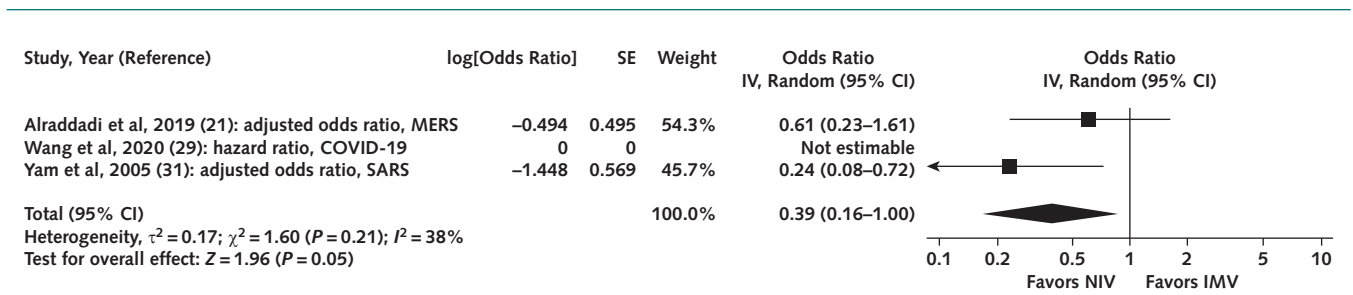 Study, Year (Reference) log[Odds Ratio] SE Weight Odds Ratio Odds Ratio
IV, Random (95% CI) IV, Random (95% CI)
Alraddadi et al, 2019 (21): adjusted odds ratio, MERS –0.494 0.495 54.3% 0.61 (0.23–1.61)
Wang et al, 2020 (29): hazard ratio, COVID-19 0 0 Not estimable
Yam et al, 2005 (31): adjusted odds ratio, SARS –1.448 0.569 45.7% 0.24 (0.08–0.72)
Total (95% CI) 100.0% 0.39 (0.16–1.00)
Heterogeneity, τ² = 0.17; χ² = 1.60 (P = 0.21); I² = 38%
Test for overall effect: Z = 1.96 (P = 0.05)
0.1 0.2 0.5 1 2 5 10
Favors NIV Favors IMV